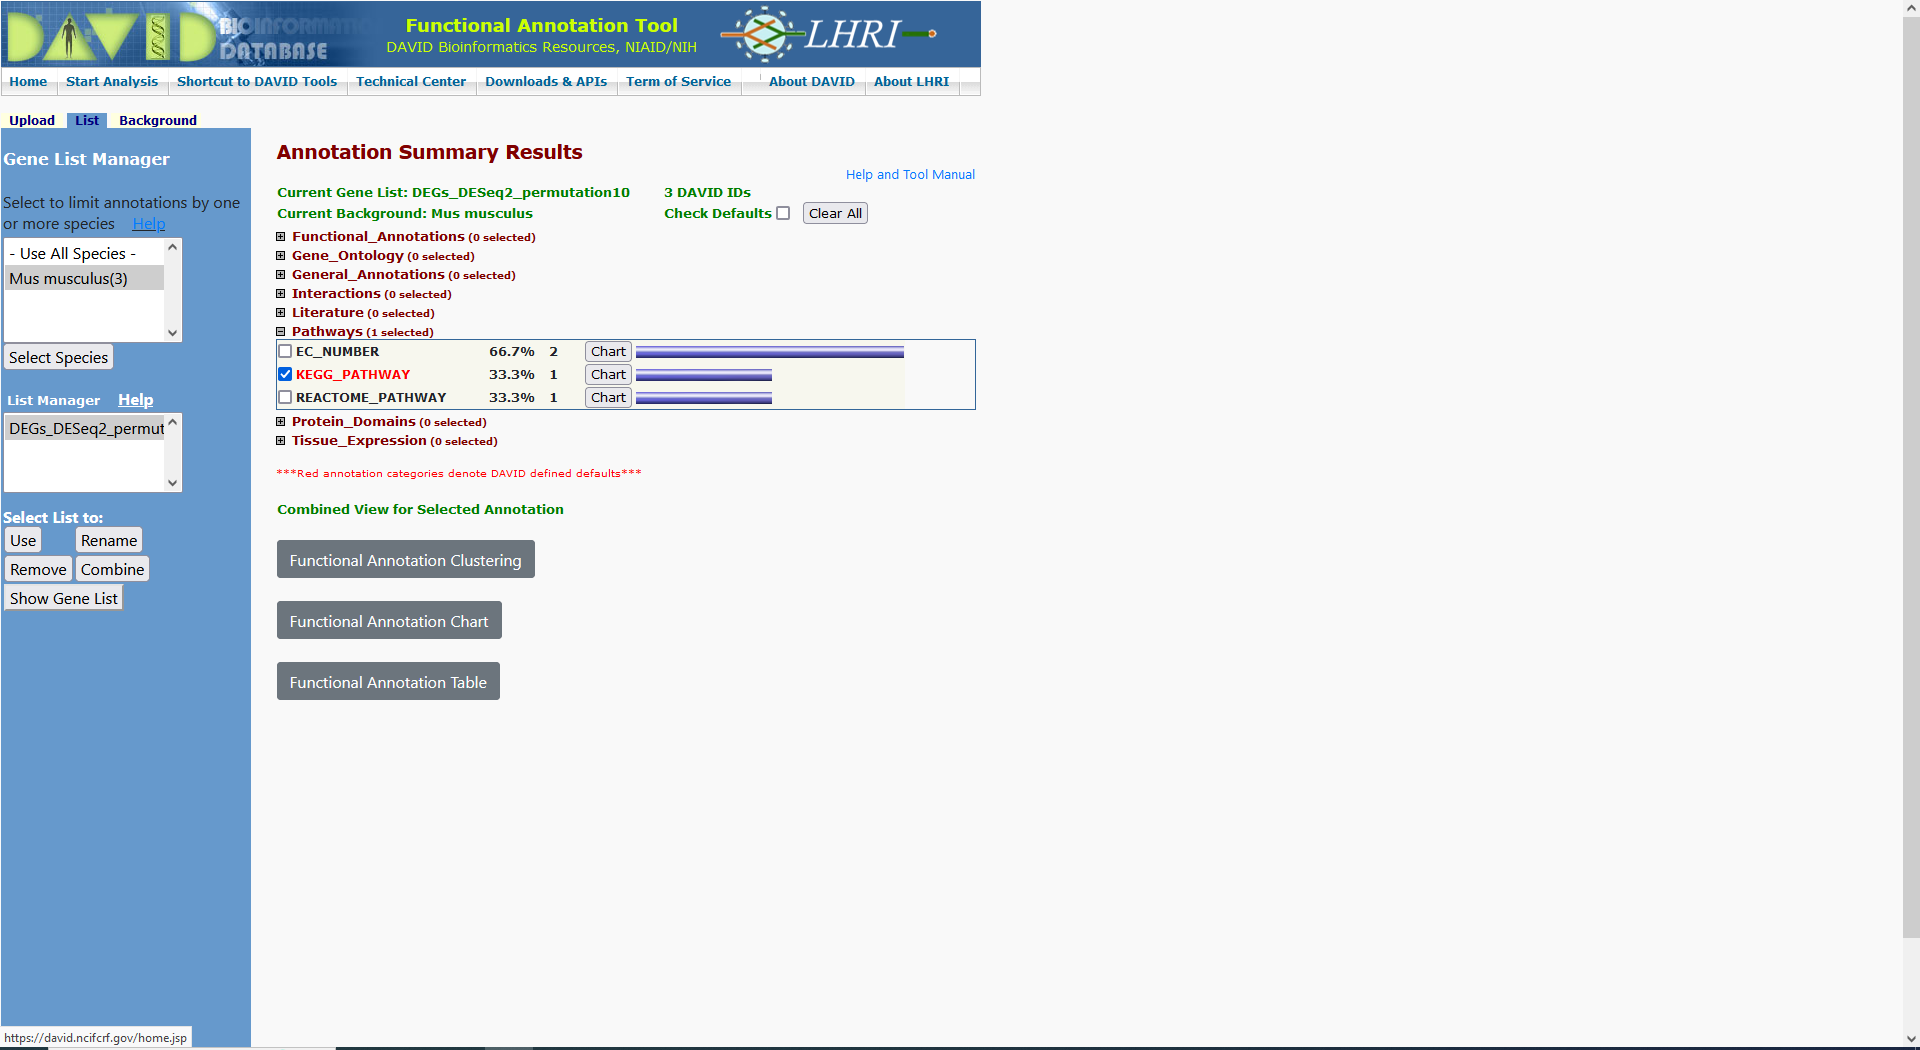 DAVID BIOINFORMATICS DATABASE
Functional Annotation Tool
DAVID Bioinformatics Resources, NIAID/NIH
LHRI
Home Start Analysis Shortcut to DAVID Tools Technical Center Downloads & APIs Term of Service About DAVID About LHRI
Upload List Background
Gene List Manager
Select to limit annotations by one
or more species Help
- Use All Species -
Mus musculus(3)
Select Species
List Manager Help
DEGs_DESeq2_permut
Select List to:
Use Rename
Remove Combine
Show Gene List
Annotation Summary Results
Help and Tool Manual
Current Gene List: DEGs_DESeq2_permutation10 3 DAVID IDs
Current Background: Mus musculus Check Defaults Clear All
Functional_Annotations (0 selected)
Gene_Ontology (0 selected)
General_Annotations (0 selected)
Interactions (0 selected)
Literature (0 selected)
Pathways (1 selected)
EC_NUMBER 66.7% 2 Chart
KEGG_PATHWAY 33.3% 1 Chart
REACTOME_PATHWAY 33.3% 1 Chart
Protein_Domains (0 selected)
Tissue_Expression (0 selected)
***Red annotation categories denote DAVID defined defaults***
Combined View for Selected Annotation
Functional Annotation Clustering
Functional Annotation Chart
Functional Annotation Table
https://david.ncifcrf.gov/home.jsp